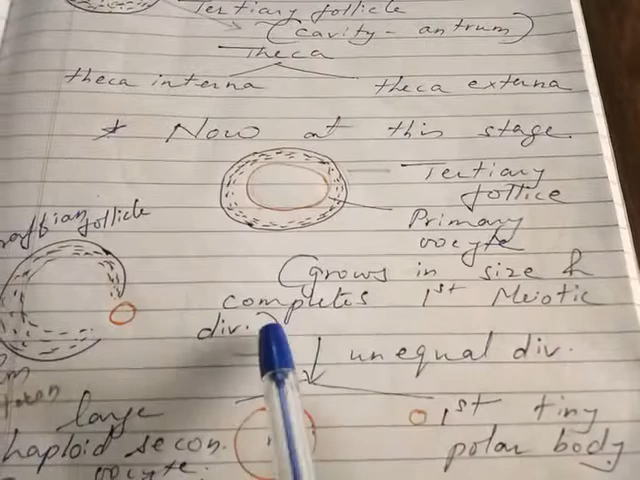 Tertiary follicle
(cavity - antrum)
Theca
theca interna theca externa
* Now at this stage
Tertiary
follice
Primary
oocyte
follicle
(grows in size &
completes 1st Meiotic
div.)
unequal div.
large
haploid secon.
oocyte.
1st tiny
polar body